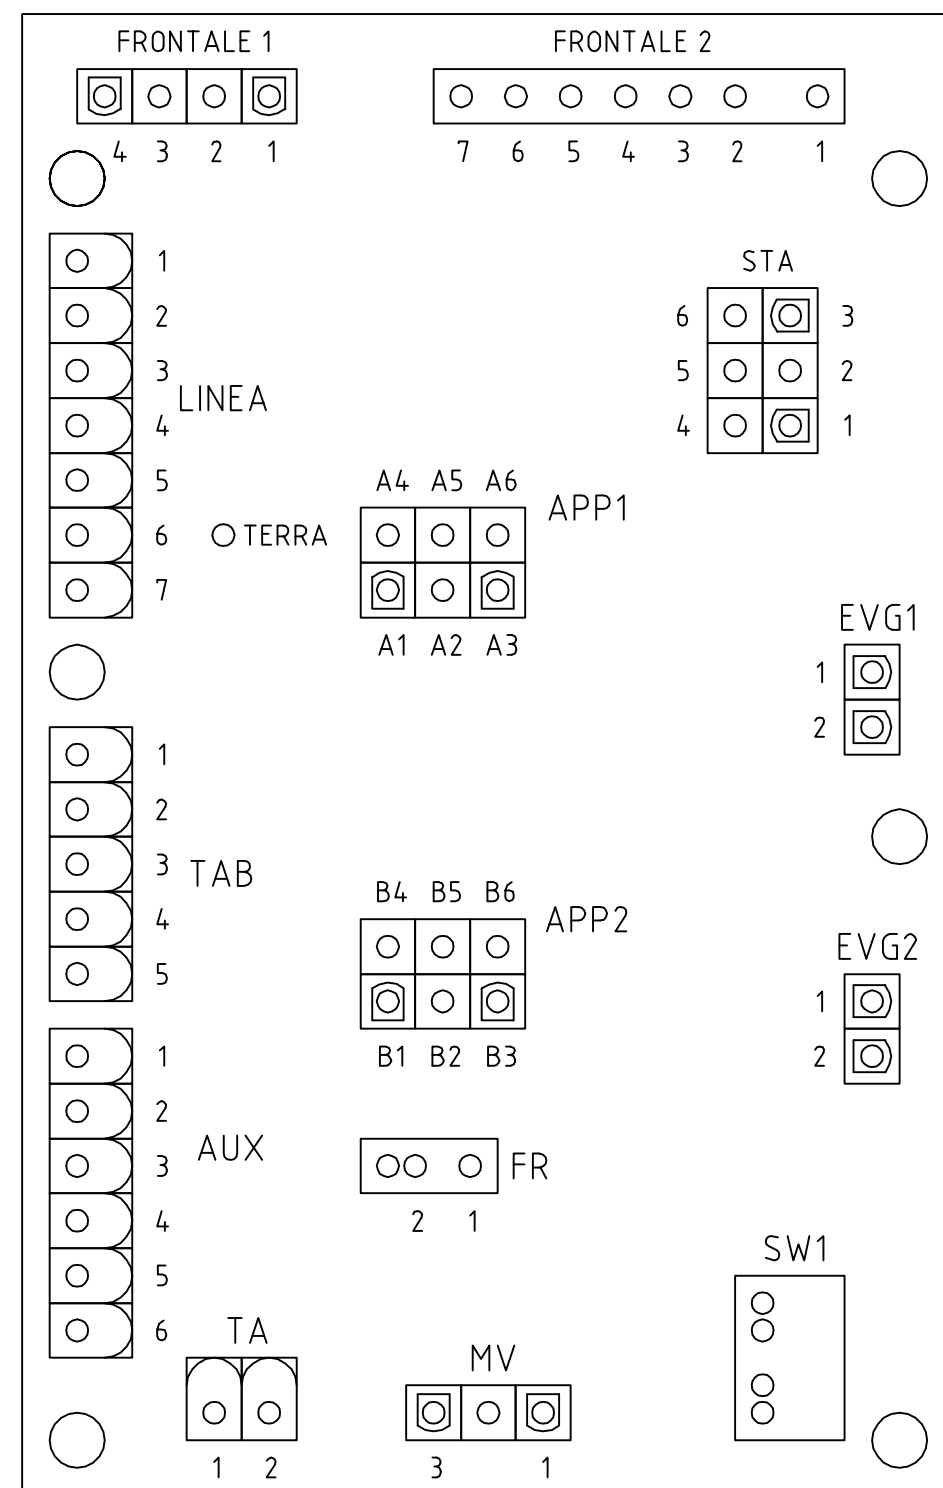 FRONTALE 1 FRONTALE 2
4 3 2 1 7 6 5 4 3 2 1
1 STA
2 6 3
3 5 2
LINEA
4 4 1
5 A4 A5 A6 APP1
6 TERRA
7
A1 A2 A3 EVG1
1
2
1
2
3 TAB
4 B4 B5 B6 APP2
EVG2
5 1
1 B1 B2 B3 2
2
3 AUX FR
4 2 1
5 SW1
6 TA
MV
1 2 3 1